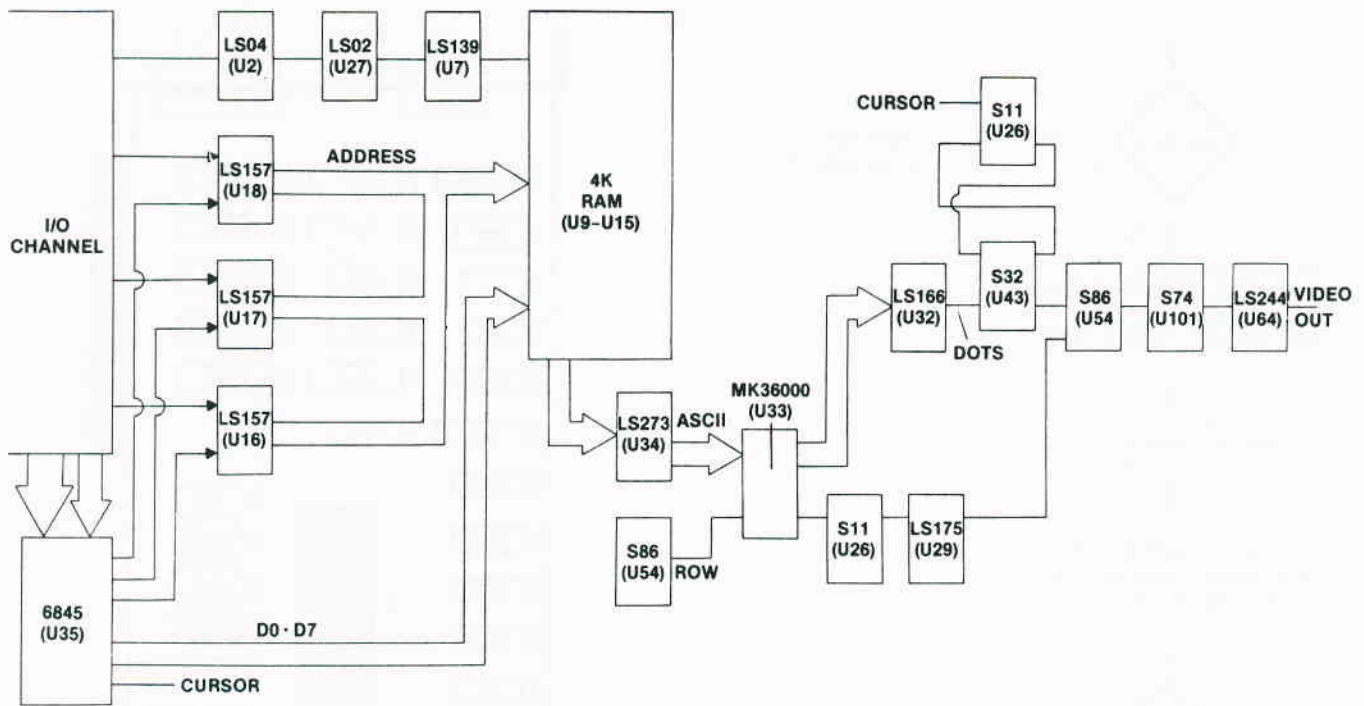 LS04
(U2)
LS02
(U27)
LS139
(U7)
CURSOR
S11
(U26)
LS157
(U18)
ADDRESS
4K
RAM
(U9–U15)
I/O
CHANNEL
LS157
(U17)
LS166
(U32)
DOTS
S32
(U43)
S86
(U54
S74
(U101)
LS244
(U64)
VIDEO
OUT
LS157
(U16)
LS273
(U34)
ASCII
MK36000
(U33)
S86
(U54)
ROW
S11
(U26)
LS175
(U29)
6845
(U35)
D0 · D7
CURSOR